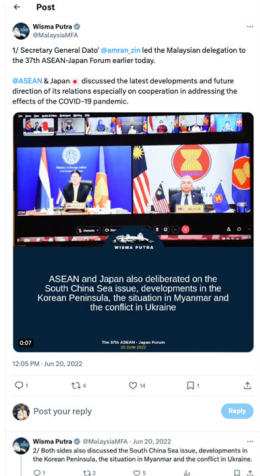 Post
Wisma Putra
@MalaysiaMFA
1/ Secretary General Dato' @amran_zin led the Malaysian delegation to
the 37th ASEAN-Japan Forum earlier today.
@ASEAN & Japan 🇯🇵 discussed the latest developments and future
direction of its relations especially on cooperation in addressing the
effects of the COVID-19 pandemic.
WISMA PUTRA
ASEAN and Japan also deliberated on the
South China Sea issue, developments in the
Korean Peninsula, the situation in Myanmar and
the conflict in Ukraine
0:07
The 37th ASEAN - Japan Forum
20 June 2022
12:05 PM · Jun 20, 2022
1
4
14
1
Post your reply
Reply
Wisma Putra @MalaysiaMFA · Jun 20, 2022
2/ Both sides also discussed the South China Sea issue, developments in
the Korean Peninsula, the situation in Myanmar and the conflict in Ukraine.
1
2
5